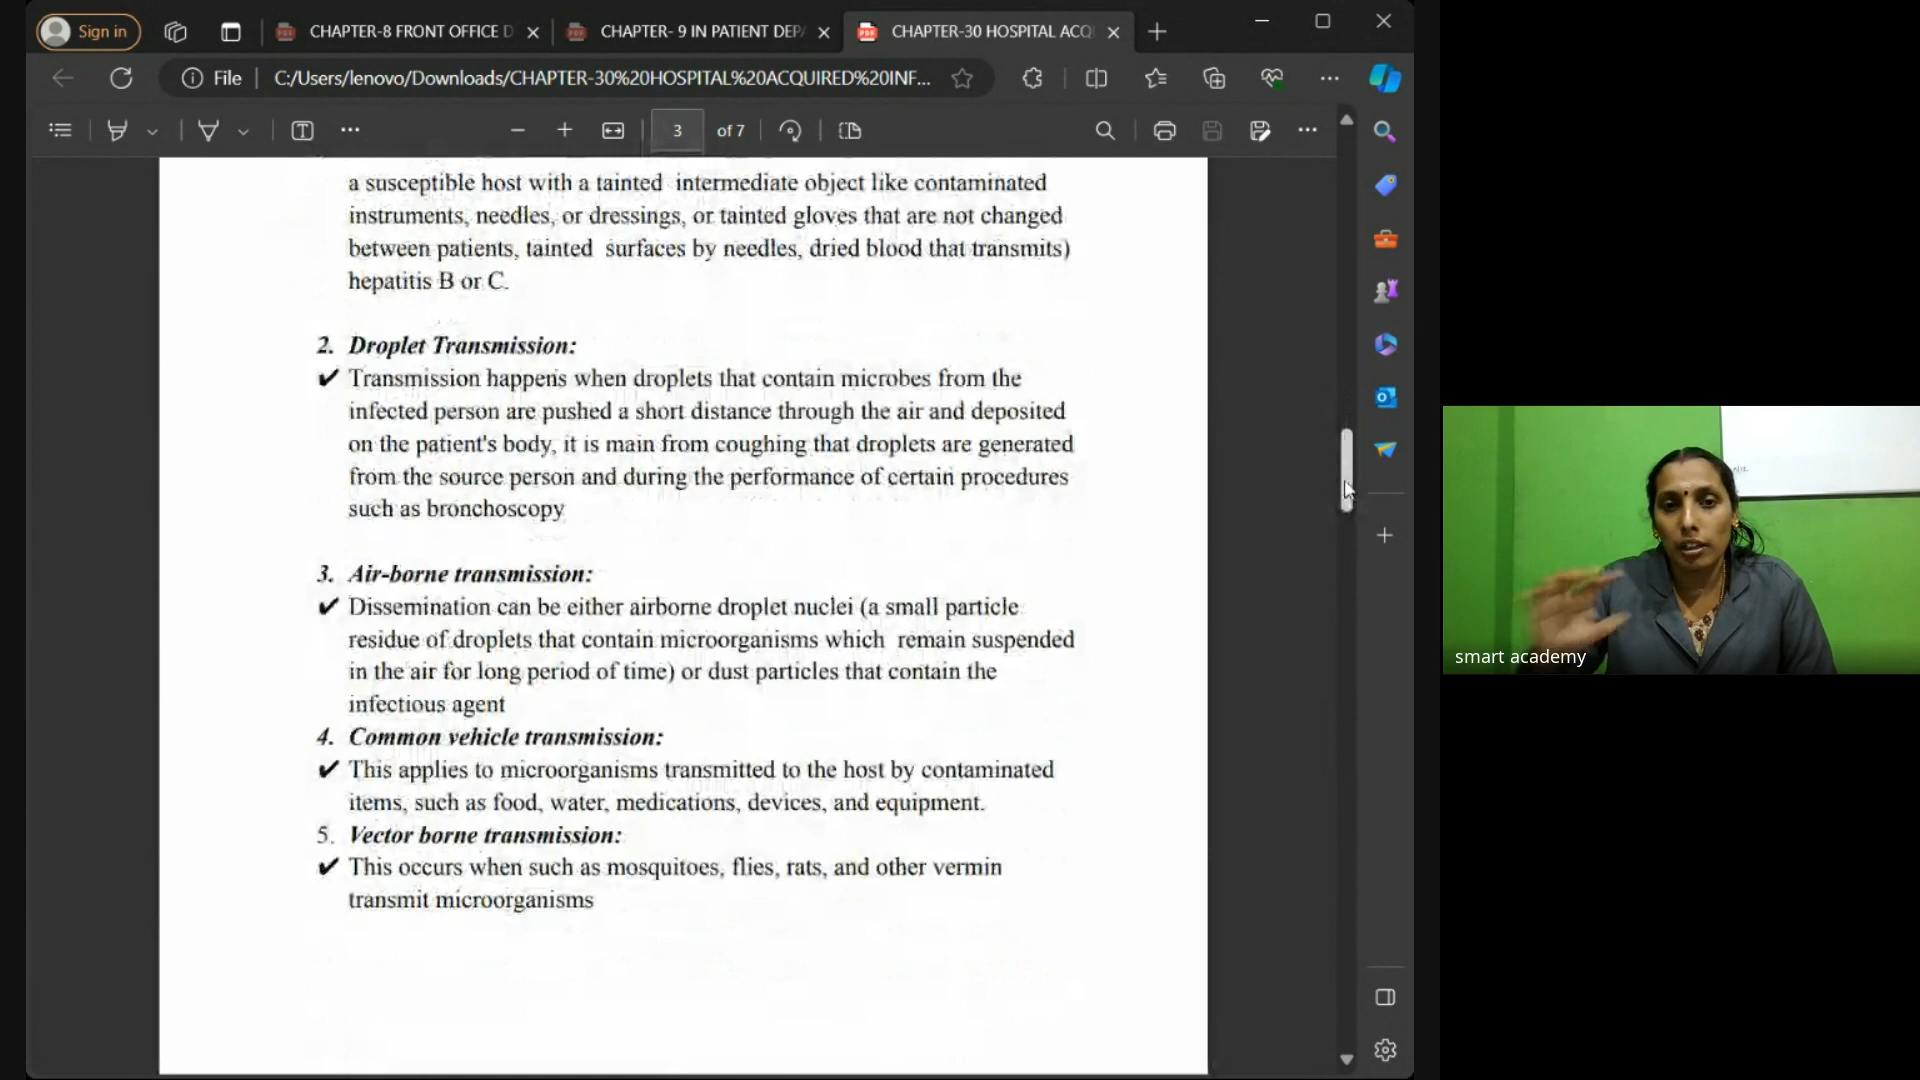 Sign in
CHAPTER-8 FRONT OFFICE D
CHAPTER- 9 IN PATIENT DEP
CHAPTER-30 HOSPITAL ACQ
File
C:/Users/lenovo/Downloads/CHAPTER-30%20HOSPITAL%20ACQUIRED%20INF...
3 of 7
a susceptible host with a tainted intermediate object like contaminated
instruments, needles, or dressings, or tainted gloves that are not changed
between patients, tainted surfaces by needles, dried blood that transmits)
hepatitis B or C.
2. Droplet Transmission:
✔ Transmission happens when droplets that contain microbes from the
infected person are pushed a short distance through the air and deposited
on the patient's body, it is main from coughing that droplets are generated
from the source person and during the performance of certain procedures
such as bronchoscopy
3. Air-borne transmission:
✔ Dissemination can be either airborne droplet nuclei (a small particle
residue of droplets that contain microorganisms which remain suspended
in the air for long period of time) or dust particles that contain the
infectious agent
4. Common vehicle transmission:
✔ This applies to microorganisms transmitted to the host by contaminated
items, such as food, water, medications, devices, and equipment.
5. Vector borne transmission:
✔ This occurs when such as mosquitoes, flies, rats, and other vermin
transmit microorganisms
smart academy